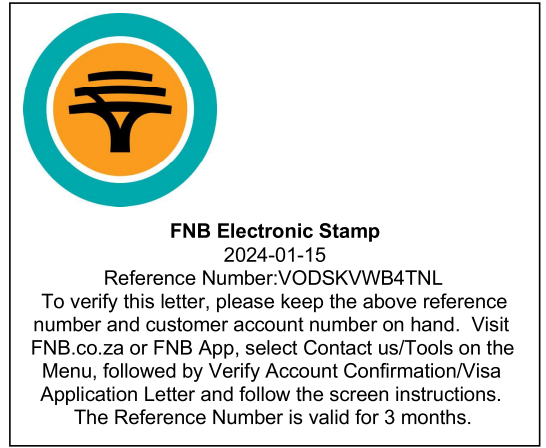 FNB Electronic Stamp
2024-01-15
Reference Number:VODSKVWB4TNL
To verify this letter, please keep the above reference
number and customer account number on hand.  Visit
FNB.co.za or FNB App, select Contact us/Tools on the
Menu, followed by Verify Account Confirmation/Visa
Application Letter and follow the screen instructions.
The Reference Number is valid for 3 months.